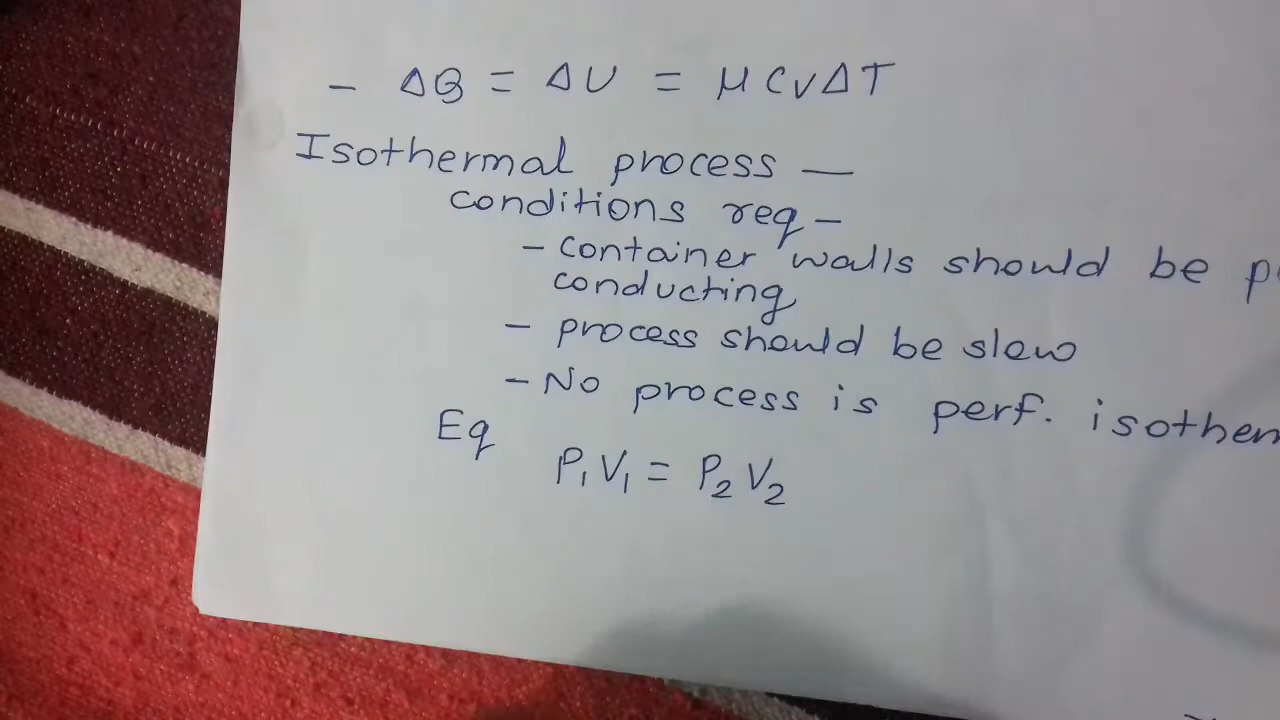 - ΔQ = ΔU = μCvΔT
Isothermal process —
conditions req -
- container walls should be
conducting
- process should be slow
- No process is perf.
Eq
P₁V₁ = P₂V₂